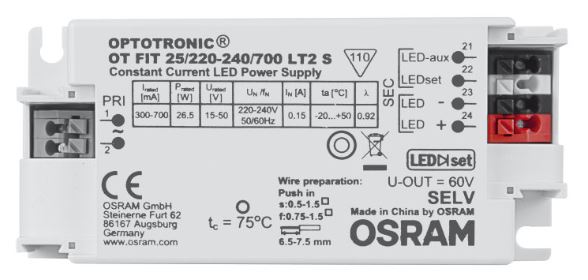 OPTOTRONIC®
OT FIT 25/220-240/700 LT2 S
Constant Current LED Power Supply
110
PRI
1
~
2
Irated [mA] Prated [W] Urated [V] UN /fN IN [A] ta [°C] λ
300-700 26.5 15-50 220-240V 50/60Hz 0.15 -20...+50 0.92
SEC
LED-aux 21
LEDset 22
LED - 23
LED + 24
LED set
CE
OSRAM GmbH
Steinerne Furt 62
86167 Augsburg
Germany
www.osram.com
tc = 75°C
Wire preparation:
Push in
s:0.5-1.5
f:0.75-1.5
6.5-7.5 mm
U-OUT = 60V
SELV
Made in China by OSRAM
OSRAM